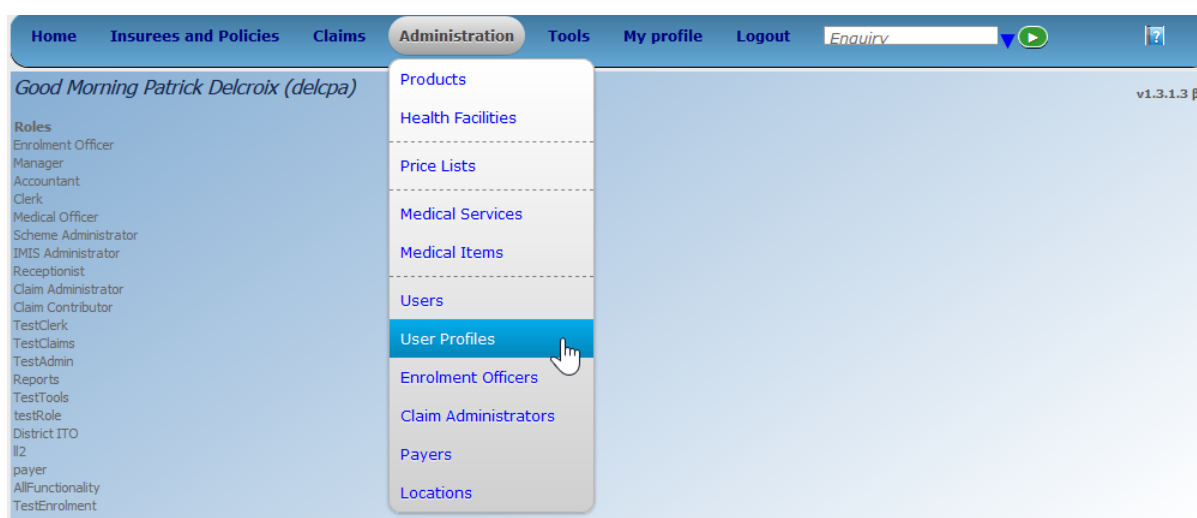 Home Insurees and Policies Claims Administration Tools My profile Logout Enquiry ?
Good Morning Patrick Delcroix (delcpa)
v1.3.1.3 β
Roles
Enrolment Officer
Manager
Accountant
Clerk
Medical Officer
Scheme Administrator
IMIS Administrator
Receptionist
Claim Administrator
Claim Contributor
TestClerk
TestClaims
TestAdmin
Reports
TestTools
testRole
District ITO
ll2
payer
AllFunctionality
TestEnrolment
Products
Health Facilities
Price Lists
Medical Services
Medical Items
Users
User Profiles
Enrolment Officers
Claim Administrators
Payers
Locations